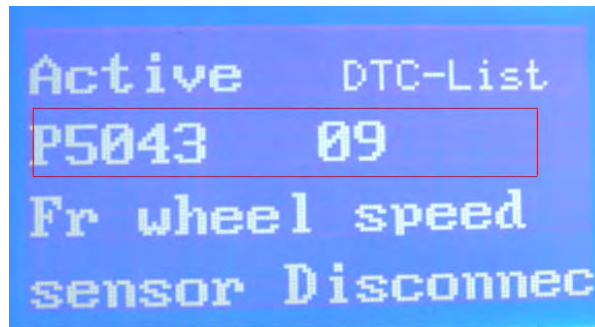 Active DTC-List
P5043 09
Fr wheel speed
sensor Disconnec